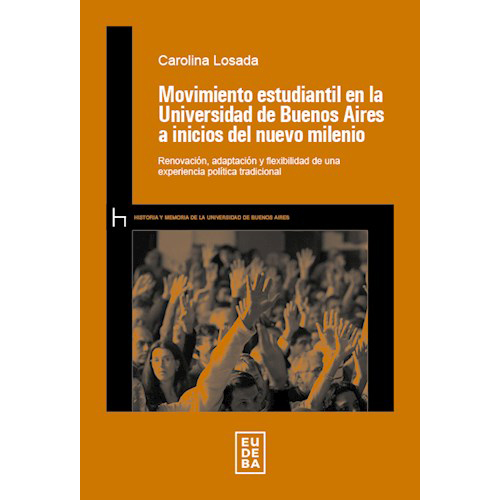 Carolina Losada
Movimiento estudiantil en la
Universidad de Buenos Aires
a inicios del nuevo milenio
Renovación, adaptación y flexibilidad de una
experiencia política tradicional
HISTORIA Y MEMORIA DE LA UNIVERSIDAD DE BUENOS AIRES
EU
DE
BA